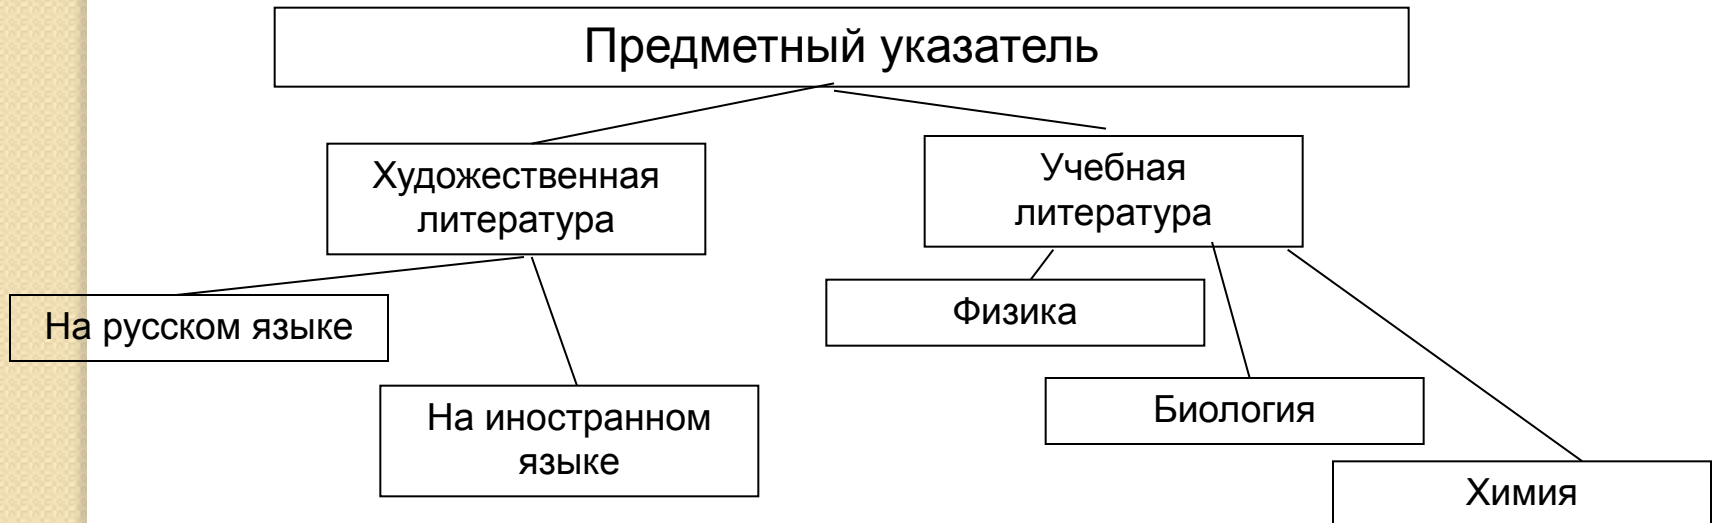 Предметный указатель
Художественная
литература
Учебная
литература
На русском языке
Физика
На иностранном
языке
Биология
Химия